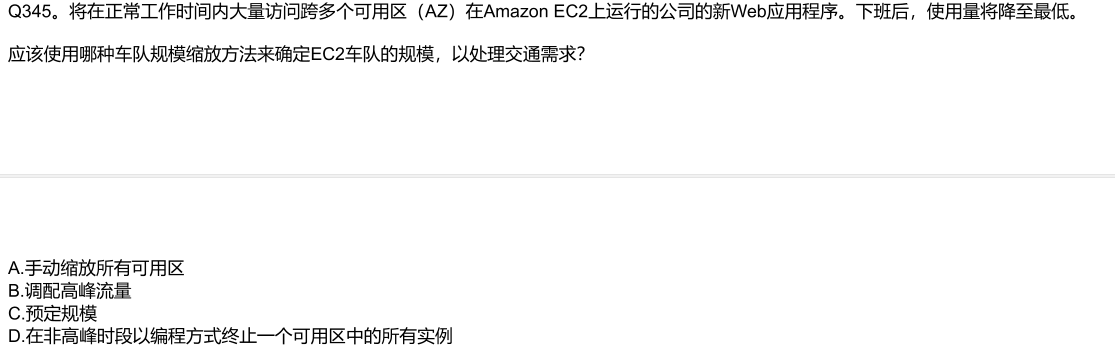 Q345。将在正常工作时间内大量访问跨多个可用区（AZ）在Amazon EC2上运行的公司的新Web应用程序。下班后，使用量将降至最低。
应该使用哪种车队规模缩放方法来确定EC2车队的规模，以处理交通需求？
A.手动缩放所有可用区
B.调配高峰流量
C.预定规模
D.在非高峰时段以编程方式终止一个可用区中的所有实例